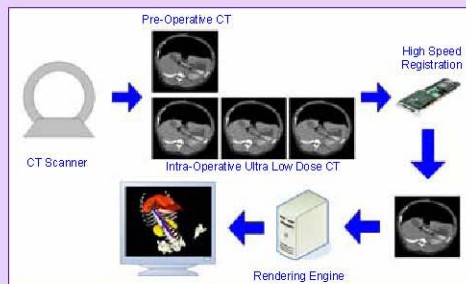 Pre-Operative CT
High Speed
Registration
CT Scanner
Intra-Operative Ultra Low Dose CT
Rendering Engine